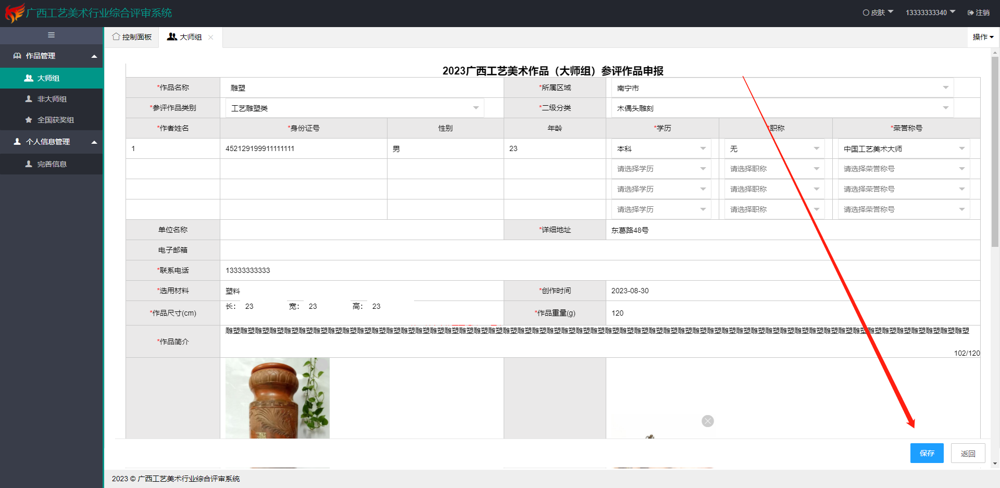 广西工艺美术行业综合评审系统
皮肤 13333333340 注销
控制面板 大师组 操作
作品管理
大师组
非大师组
全国获奖组
个人信息管理
完善信息
2023广西工艺美术作品（大师组）参评作品申报
*作品名称 雕塑 *所属区域 南宁市
*参评作品类别 工艺雕塑类 *二级分类 木偶头雕刻
*作者姓名 *身份证号 性别 年龄 *学历 *职称 *荣誉称号
1 452129199911111111 男 23 本科 无 中国工艺美术大师
请选择学历 请选择职称 请选择荣誉称号
请选择学历 请选择职称 请选择荣誉称号
请选择学历 请选择职称 请选择荣誉称号
单位名称 *详细地址 东葛路48号
电子邮箱
*联系电话 13333333333
*选用材料 塑料 *创作时间 2023-08-30
*作品尺寸(cm) 长： 23 宽： 23 高： 23 *作品重量(g) 120
*作品简介 雕塑雕塑雕塑雕塑雕塑雕塑雕塑雕塑雕塑雕塑雕塑雕塑雕塑雕塑雕塑雕塑雕塑雕塑雕塑雕塑雕塑雕塑雕塑雕塑雕塑雕塑雕塑雕塑雕塑雕塑雕塑雕塑雕塑雕塑雕塑雕塑雕塑雕塑雕塑雕塑雕塑雕塑雕塑雕塑雕塑雕塑雕塑雕塑雕塑雕塑雕塑
102/120
保存 返回
2023 © 广西工艺美术行业综合评审系统